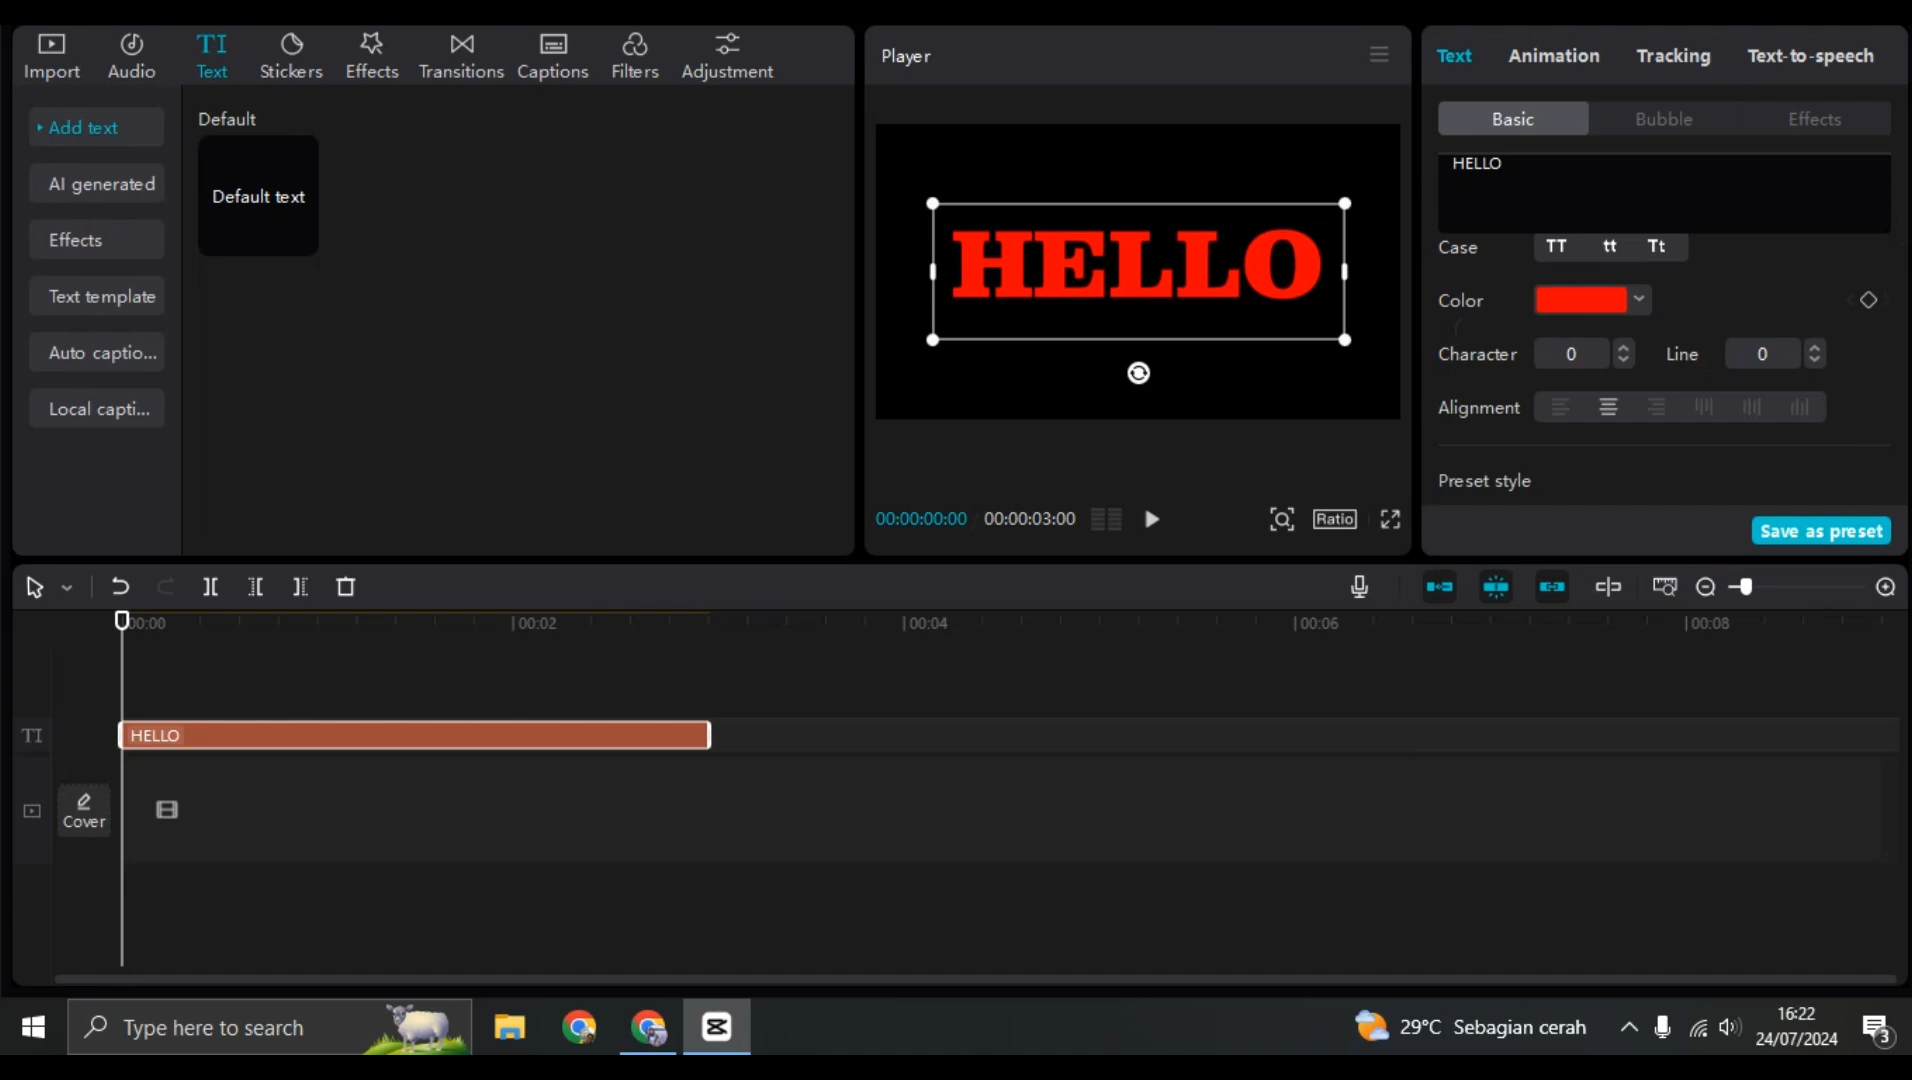 Import Audio TI Text Stickers Effects Transitions Captions Filters Adjustment
Add text
AI generated
Effects
Text template
Auto captio...
Local capti...
Default
Default text
Player
HELLO
00:00:00:00 00:00:03:00 Ratio
Text Animation Tracking Text-to-speech
Basic Bubble Effects
HELLO
Case TT tt Tt
Color
Character 0 Line 0
Alignment
Preset style
Save as preset
00:00 00:02 00:04 00:06 00:08
TI HELLO
Cover
Type here to search
29°C Sebagian cerah
16:22
24/07/2024
3